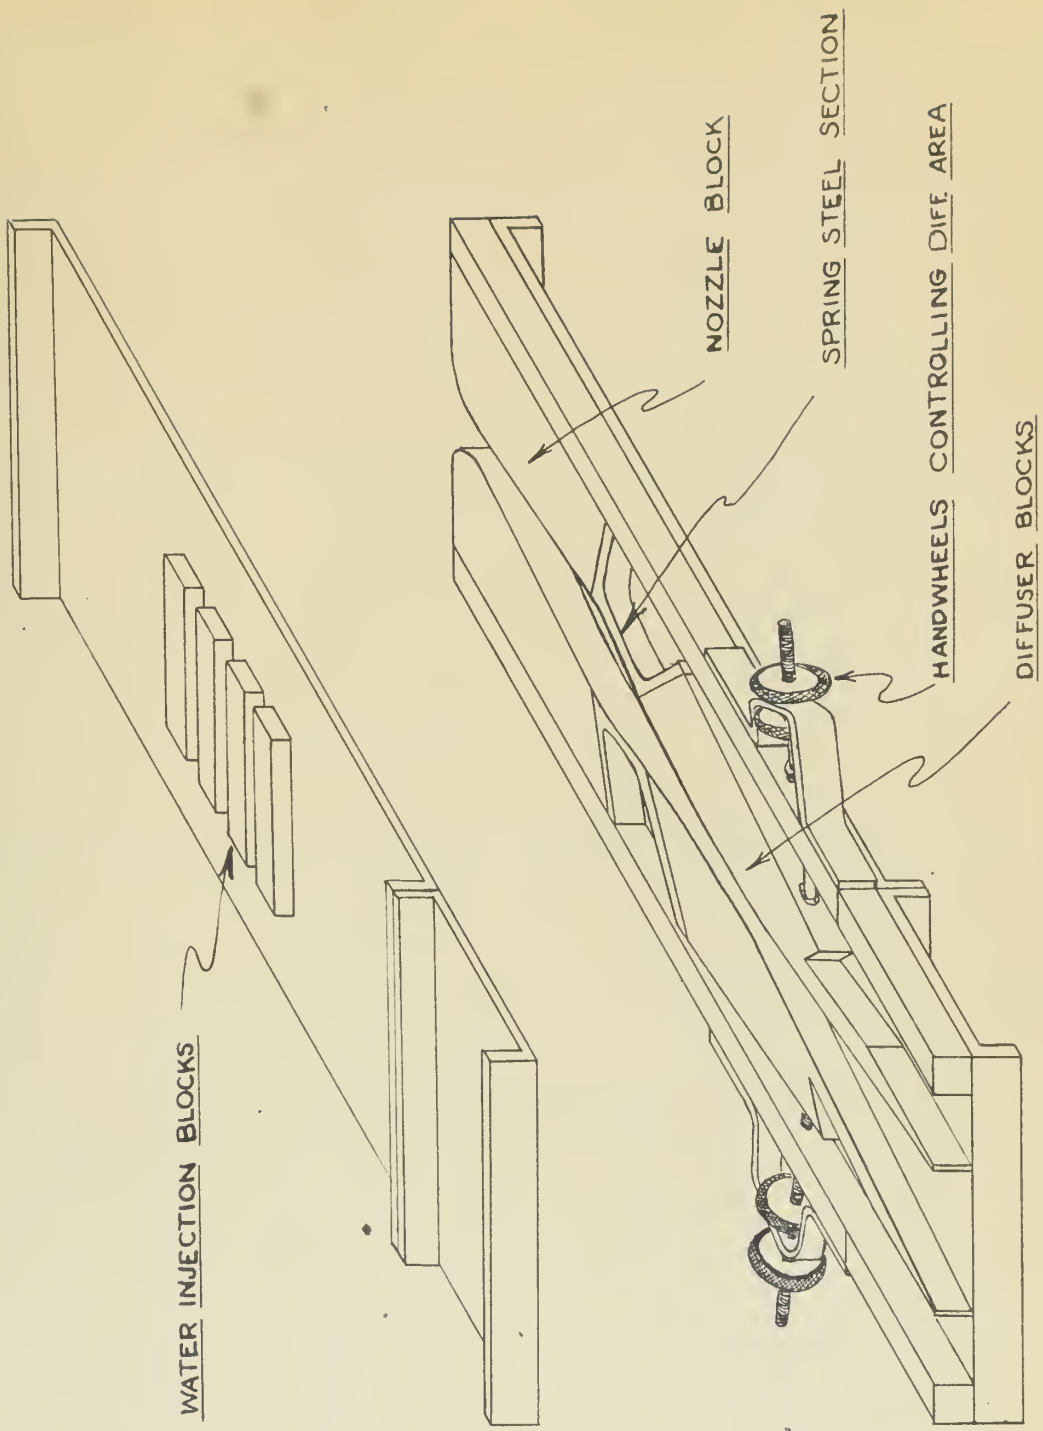 WATER INJECTION BLOCKS
NOZZLE BLOCK
SPRING STEEL SECTION
HANDWHEELS CONTROLLING DIFF. AREA
DIFFUSER BLOCKS